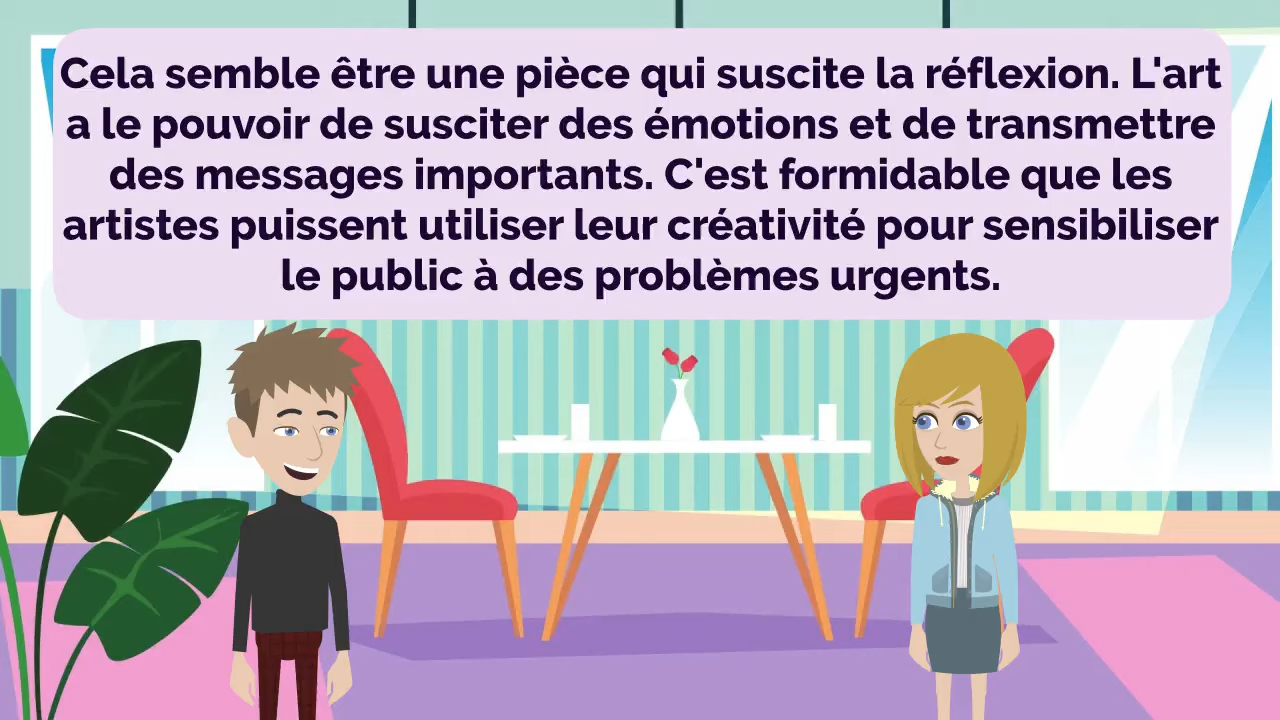 Cela semble être une pièce qui suscite la réflexion. L'art
a le pouvoir de susciter des émotions et de transmettre
des messages importants. C'est formidable que les
artistes puissent utiliser leur créativité pour sensibiliser
le public à des problèmes urgents.